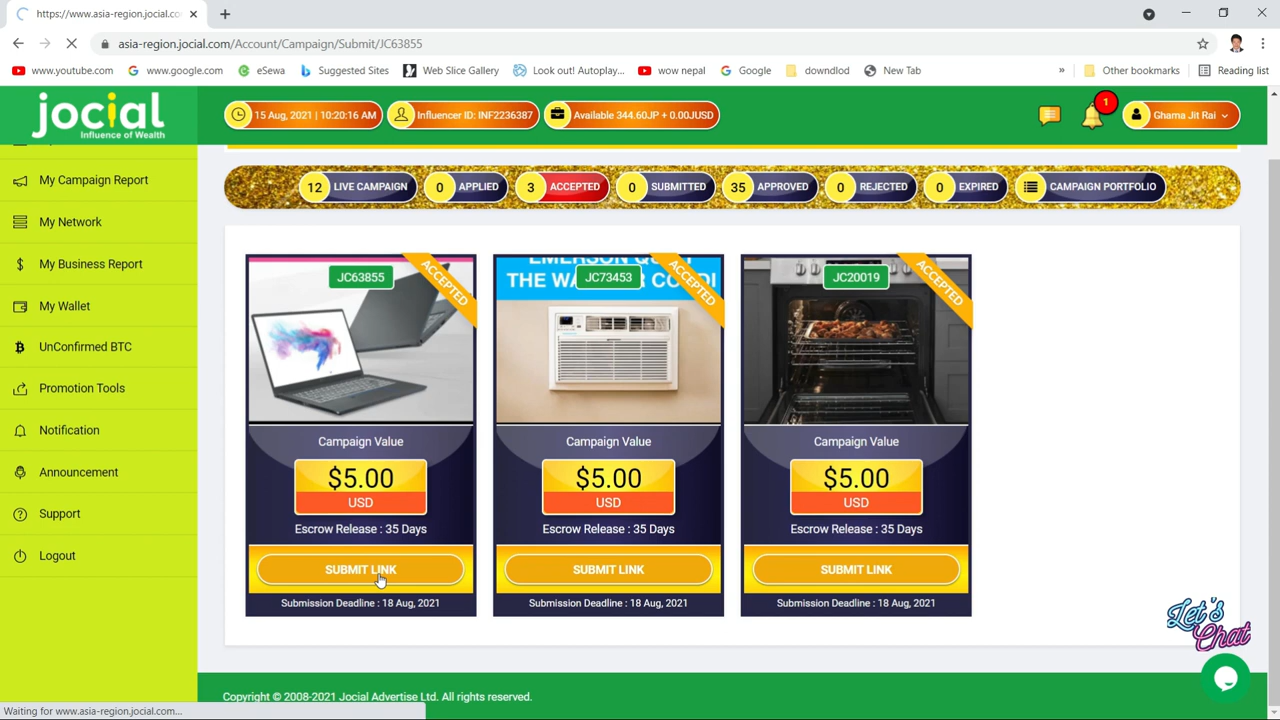 https://www.asia-region.jocial.co
asia-region.jocial.com/Account/Campaign/Submit/JC63855
www.youtube.com
www.google.com
eSewa
Suggested Sites
Web Slice Gallery
Look out! Autoplay...
wow nepal
Google
downdlod
New Tab
»
Other bookmarks
Reading list
jocial
Influence of Wealth
15 Aug, 2021 | 10:20:16 AM
Influencer ID: INF2236387
Available 344.60JP + 0.00JUSD
1
Ghama Jit Rai
12 LIVE CAMPAIGN
0 APPLIED
3 ACCEPTED
0 SUBMITTED
35 APPROVED
0 REJECTED
0 EXPIRED
CAMPAIGN PORTFOLIO
My Campaign Report
My Network
My Business Report
My Wallet
UnConfirmed BTC
Promotion Tools
Notification
Announcement
Support
Logout
JC63855
ACCEPTED
Campaign Value
$5.00
USD
Escrow Release : 35 Days
SUBMIT LINK
Submission Deadline : 18 Aug, 2021
EMERSON QU
THE WA
R CO
DI
JC73453
ACCEPTED
Campaign Value
$5.00
USD
Escrow Release : 35 Days
SUBMIT LINK
Submission Deadline : 18 Aug, 2021
JC20019
ACCEPTED
Campaign Value
$5.00
USD
Escrow Release : 35 Days
SUBMIT LINK
Submission Deadline : 18 Aug, 2021
Let's
Chat
Copyright © 2008-2021 Jocial Advertise Ltd. All rights reserved.
Waiting for www.asia-region.jocial.com...